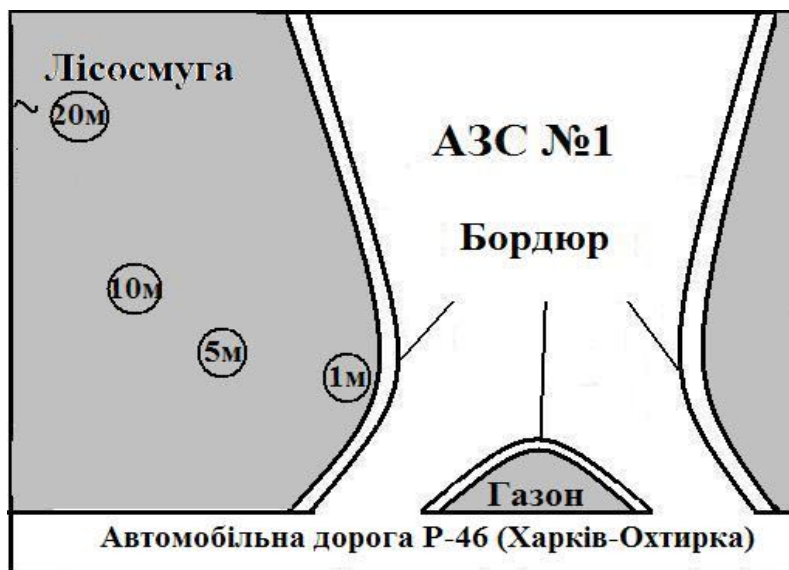 Лісосмуга
20м
АЗС №1
Бордюр
10м
5м
1м
Газон
Автомобільна дорога Р-46 (Харків-Охтирка)